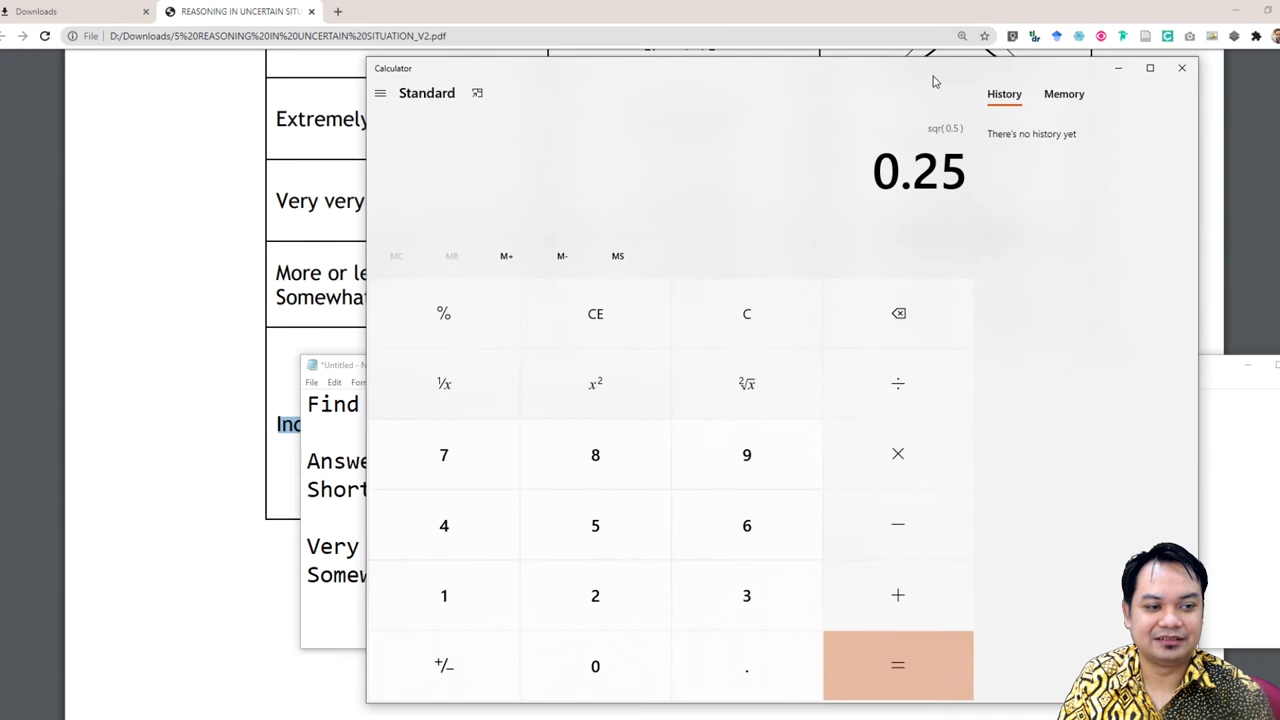 Downloads
REASONING IN UNCERTAIN SITU
File D:/Downloads/5%20REASONING%20IN%20UNCERTAIN%20SITUATION_V2.pdf
Calculator
Standard
History Memory
There's no history yet
sqr( 0.5 )
0.25
MC MR M+ M- MS
% CE C
1/x x2 2√x ÷
7 8 9 ×
4 5 6 −
1 2 3 +
+/− 0 . =
Extremely
Very very
More or le
Somewha
Ind
*Untitled - N
File Edit For
Find
Answe
Short
Very
Somew